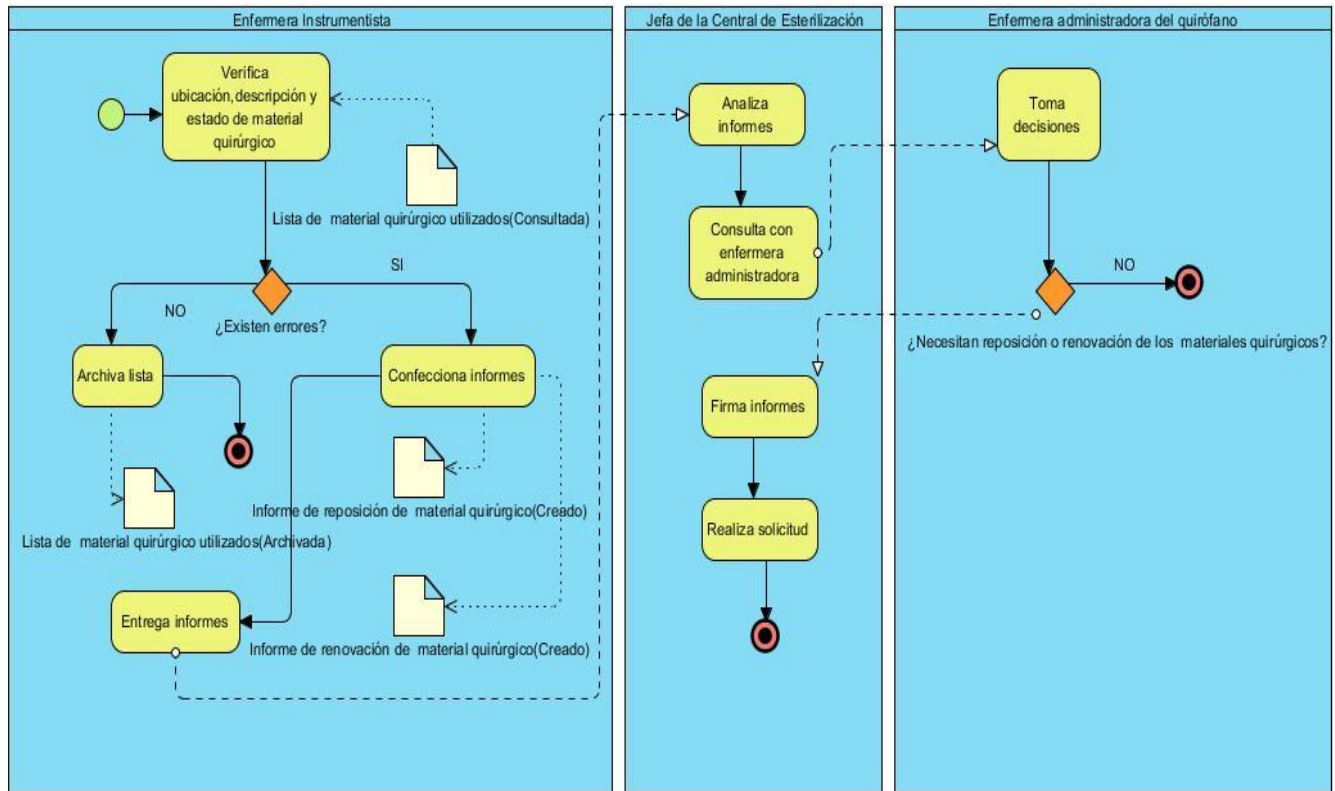 Enfermera Instrumentista
Verifica
ubicación,descripción y
estado de material
quirúrgico
Lista de material quirúrgico utilizados(Consultada)
SI
NO
¿Existen errores?
Archiva lista
Confecciona informes
Informe de reposición de material quirúrgico(Creado)
Lista de material quirúrgico utilizados(Archivada)
Entrega informes
Informe de renovación de material quirúrgico(Creado)
Jefa de la Central de Esterilización
Analiza
informes
Consulta con
enfermera
administradora
Firma informes
Realiza solicitud
Enfermera administradora del quirófano
Toma
decisiones
NO
¿Necesitan reposición o renovación de los materiales quirúrgicos?